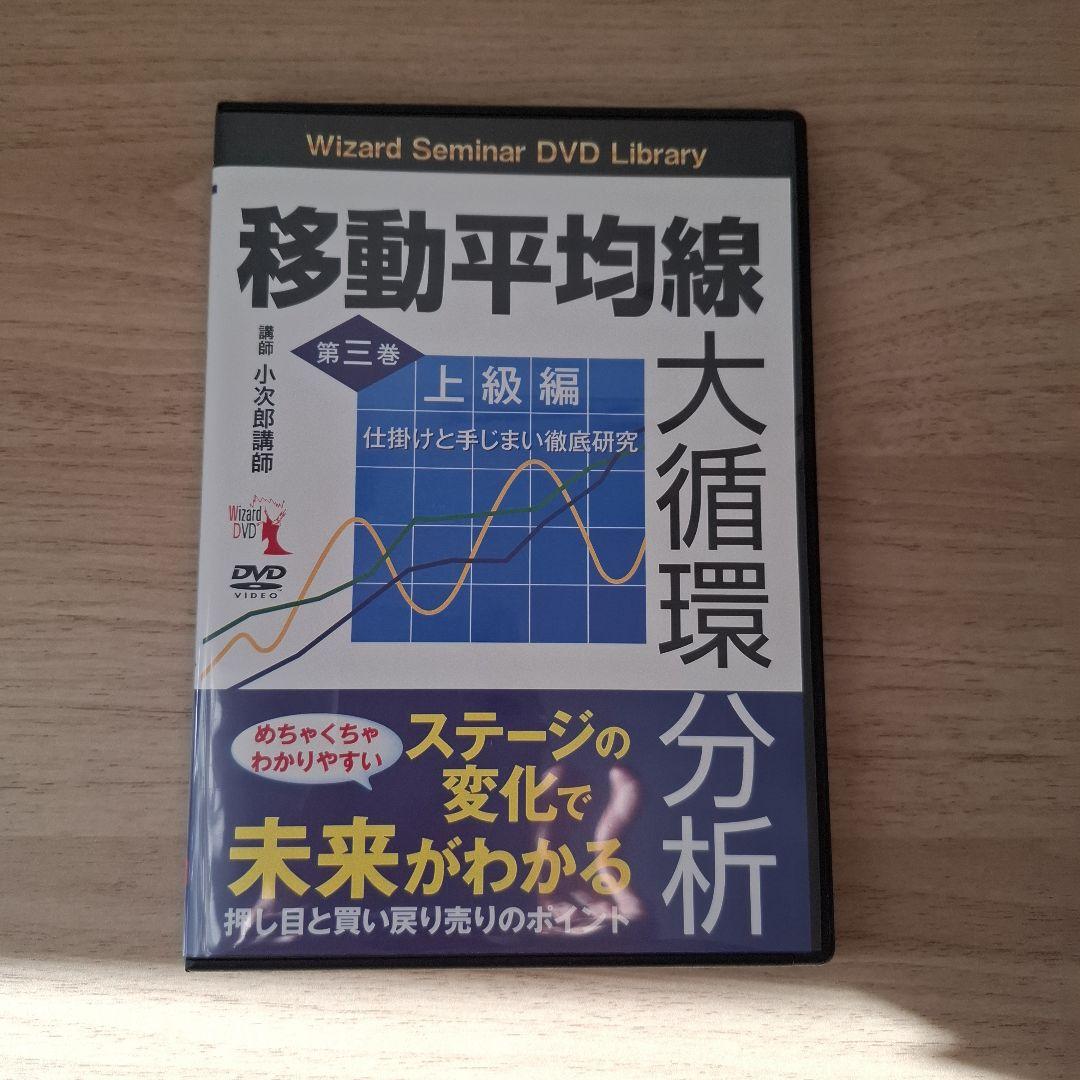 Wizard Seminar DVD Library
移動平均線
大循環分析
講師 小次郎講師
第三巻
上級編
仕掛けと手じまい徹底研究
Wizard
DVD
DVD
VIDEO
めちゃくちゃ
わかりやすい
ステージの
変化で
未来がわかる
押し目と買い戻り売りのポイント